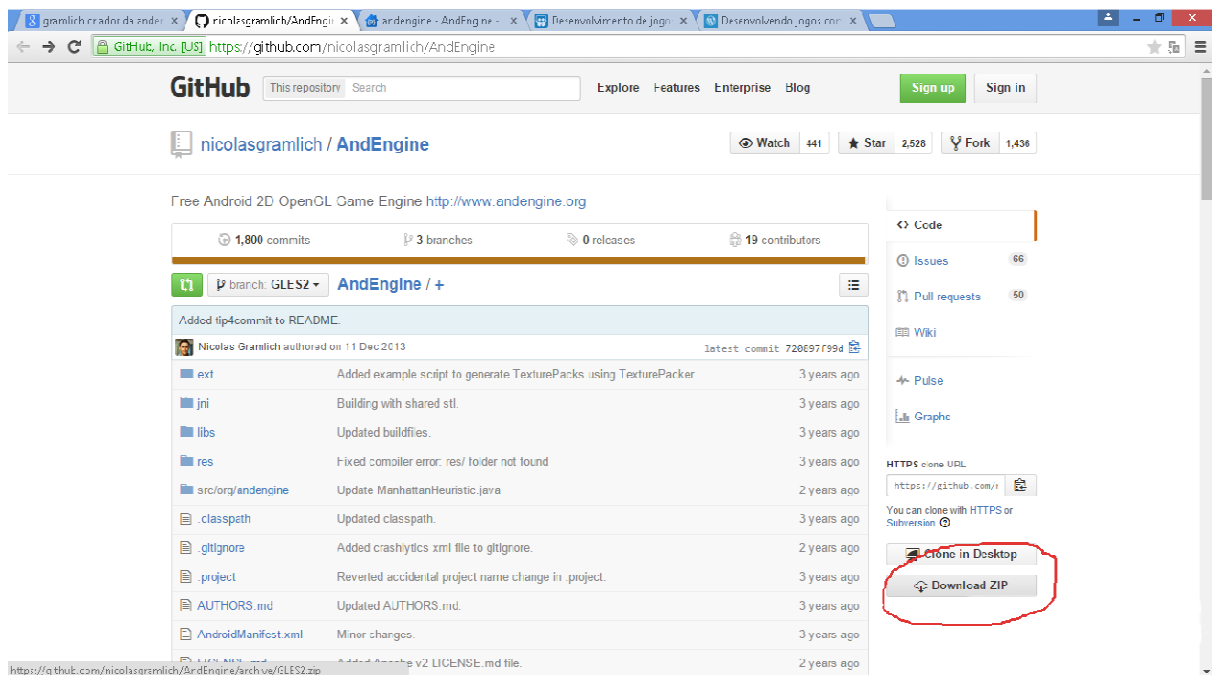 gramlich criador da anden
nicolasgramlich/AndEngin
andengine - AndEngine -
Desenvolvimento de jogo
Desenvolvendo jogos com
GitHub, Inc. [US] https://github.com/nicolasgramlich/AndEngine
GitHub This repository Search Explore Features Enterprise Blog Sign up Sign in
nicolasgramlich / AndEngine Watch 441 Star 2,528 Fork 1,436
Free Android 2D OpenGL Game Engine http://www.andengine.org
1,800 commits 3 branches 0 releases 19 contributors
branch: GLES2 AndEngine / +
Added tip4commit to README.
Nicolas Gramlich authored on 11 Dec 2013 latest commit 720897f99d
ext Added example script to generate TexturePacks using TexturePacker 3 years ago
jni Building with shared stl. 3 years ago
libs Updated buildfiles. 3 years ago
res Fixed compiler error: res/ folder not found 3 years ago
src/org/andengine Update ManhattanHeuristic.java 2 years ago
.classpath Updated classpath. 3 years ago
.gitignore Added crashlytics xml file to gitignore. 2 years ago
.project Reverted accidental project name change in .project. 3 years ago
AUTHORS.md Updated AUTHORS.md. 3 years ago
AndroidManifest.xml Minor changes. 3 years ago
LICENSE.md Added Apache v2 LICENSE.md file. 2 years ago
Code
Issues 66
Pull requests 50
Wiki
Pulse
Graphs
HTTPS clone URL
https://github.com/
You can clone with HTTPS or
Subversion
Clone in Desktop
Download ZIP
https://github.com/nicolasgramlich/AndEngine/archive/GLES2.zip